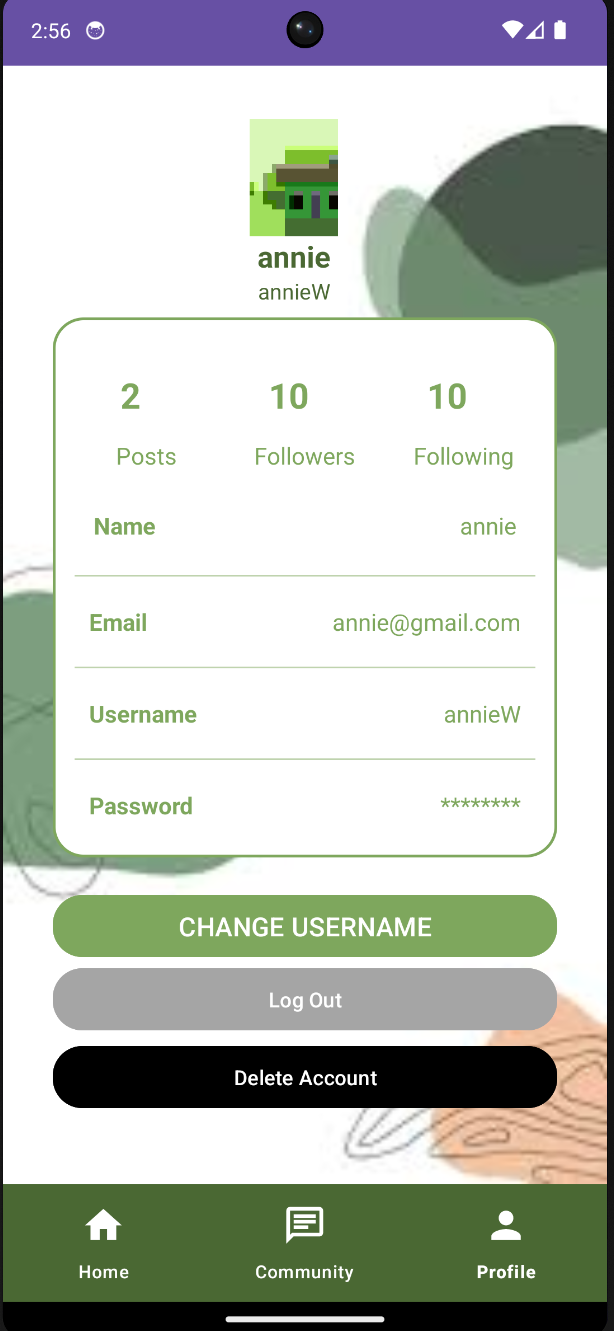 2:56
annie
annieW
2 10 10
Posts Followers Following
Name annie
Email annie@gmail.com
Username annieW
Password ********
CHANGE USERNAME
Log Out
Delete Account
Home Community Profile